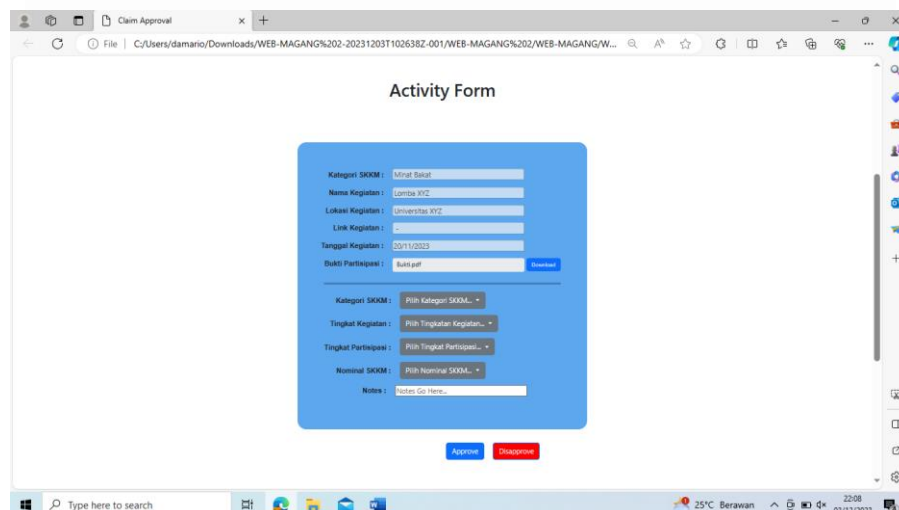 Claim Approval
File C:/Users/damario/Downloads/WEB-MAGANG%202-20231203T102638Z-001/WEB-MAGANG%202/WEB-MAGANG/W...
Activity Form
Kategori SKKM : Minat Bakat
Nama Kegiatan : Lomba XYZ
Lokasi Kegiatan : Universitas XYZ
Link Kegiatan : -
Tanggal Kegiatan : 20/11/2023
Bukti Partisipasi : Bukti.pdf Download
Kategori SKKM : Pilih Kategori SKKM...
Tingkat Kegiatan : Pilih Tingkatan Kegiatan...
Tingkat Partisipasi : Pilih Tingkat Partisipasi...
Nominal SKKM : Pilih Nominal SKKM...
Notes : Notes Go Here...
Approve Disapprove
Type here to search 25°C Berawan 22:08